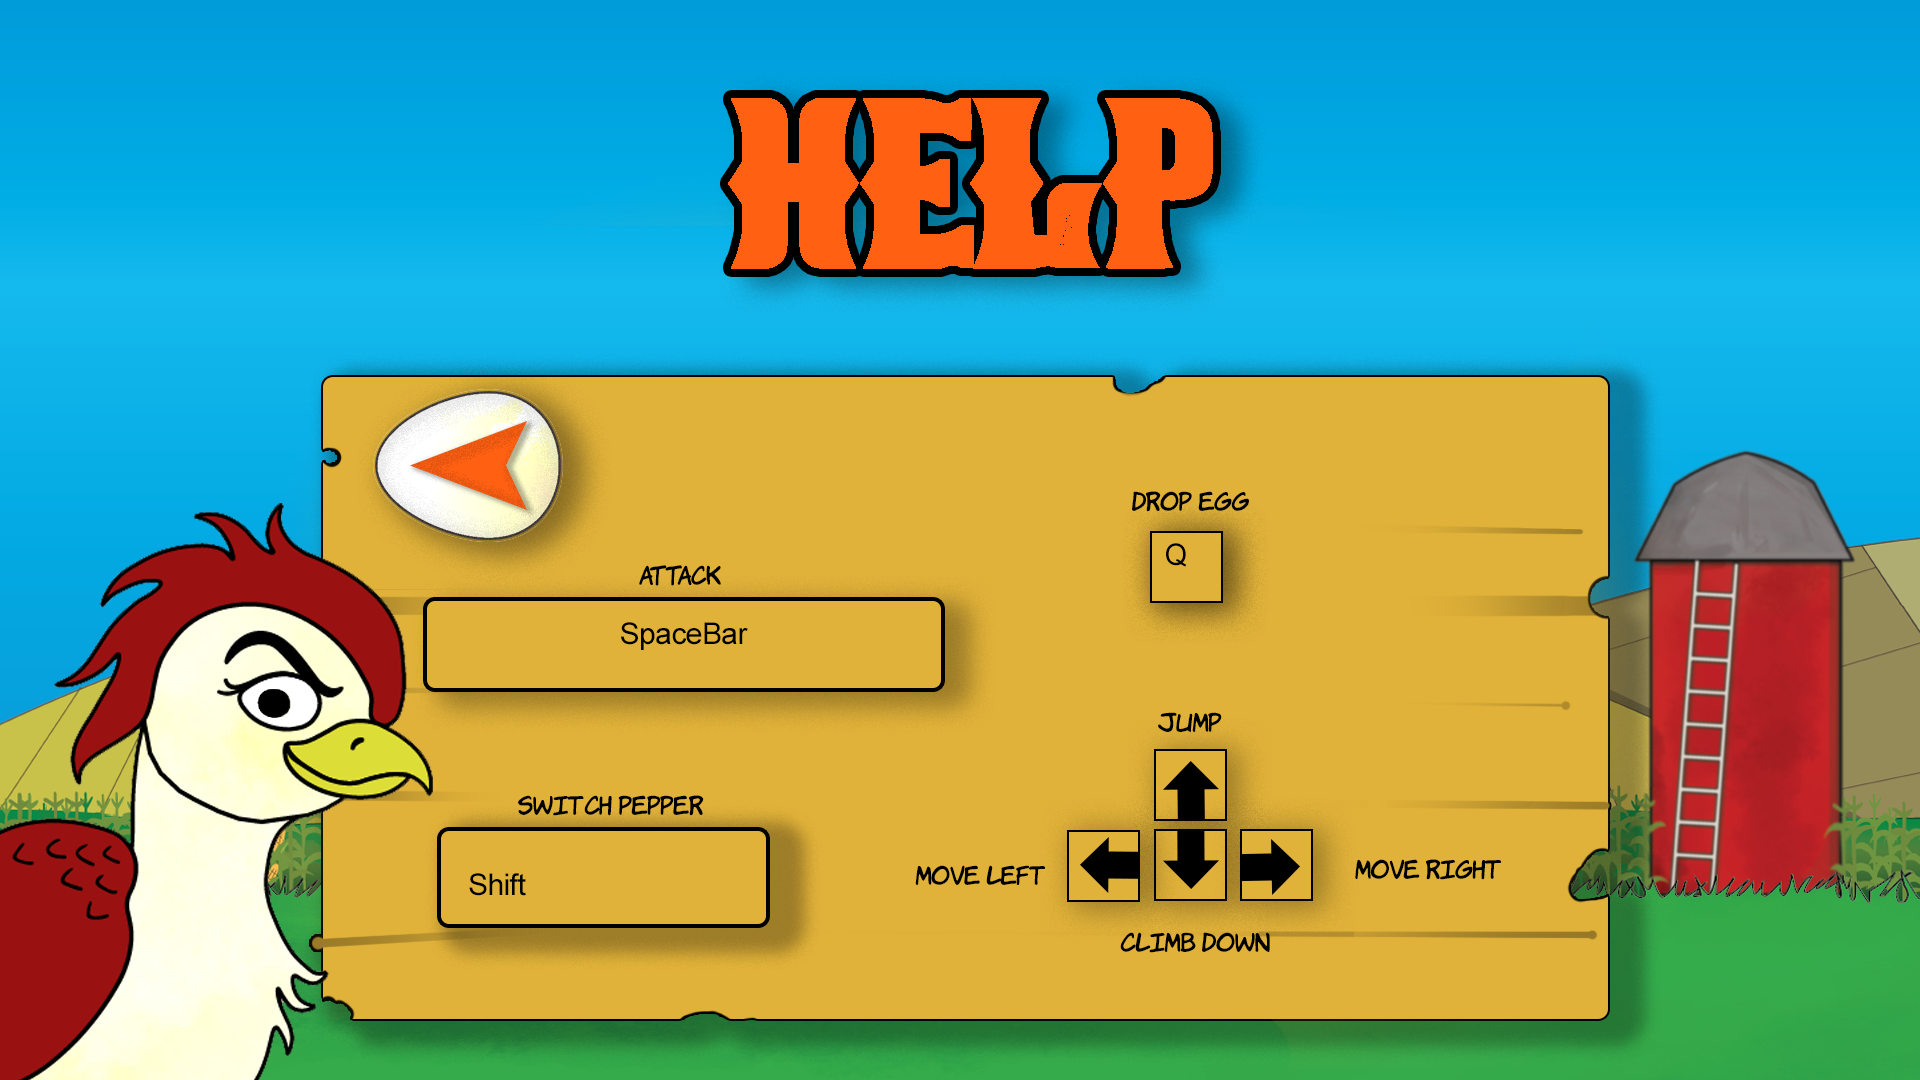 HELP
DROP EGG
Q
ATTACK
SpaceBar
JUMP
SWITCH PEPPER
Shift
MOVE LEFT
MOVE RIGHT
CLIMB DOWN